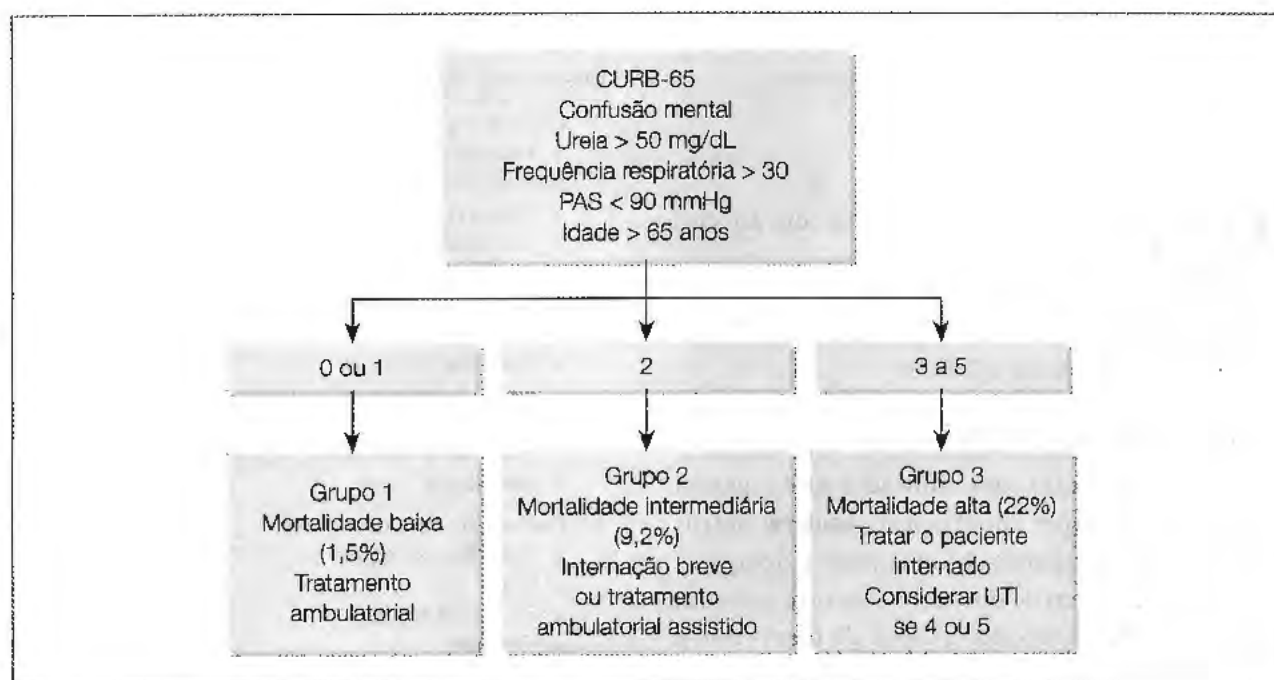 CURB-65
Confusão mental
Ureia > 50 mg/dL
Frequência respiratória > 30
PAS < 90 mmHg
Idade > 65 anos
0 ou 1
2
3 a 5
Grupo 1
Mortalidade baixa
(1,5%)
Tratamento
ambulatorial
Grupo 2
Mortalidade intermediária
(9,2%)
Internação breve
ou tratamento
ambulatorial assistido
Grupo 3
Mortalidade alta (22%)
Tratar o paciente
internado
Considerar UTI
se 4 ou 5